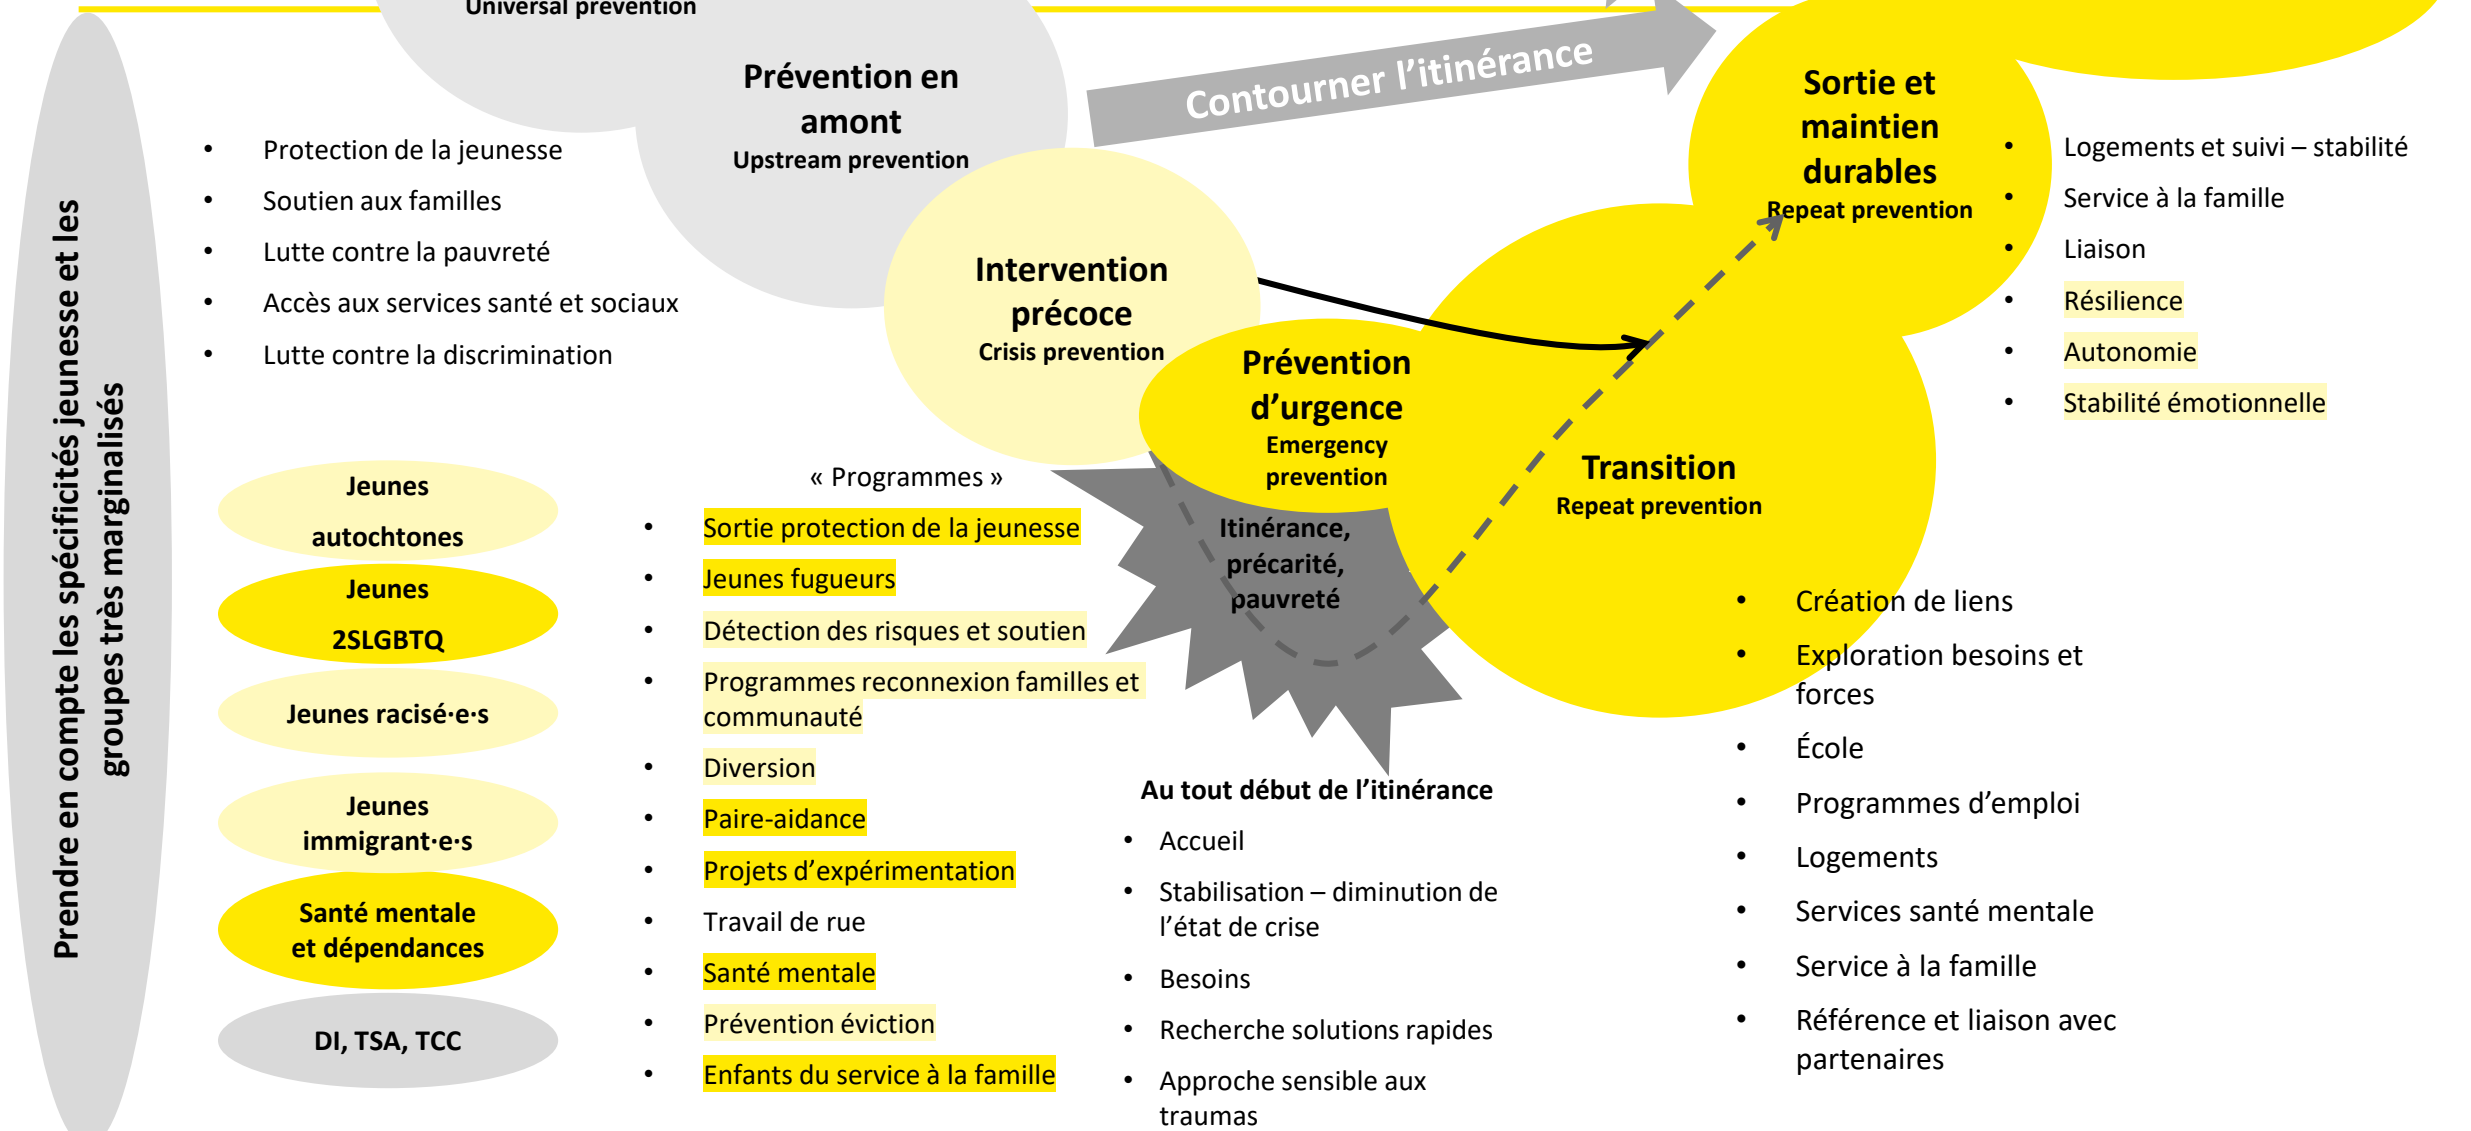 Universal prevention
Prévention en
amont
Upstream prevention
Contourner l’itinérance
Sortie et
maintien
durables
Repeat prevention
• Logements et suivi – stabilité
• Service à la famille
• Liaison
• Résilience
• Autonomie
• Stabilité émotionnelle
Prendre en compte les spécificités jeunesse et les
groupes très marginalisés
• Protection de la jeunesse
• Soutien aux familles
• Lutte contre la pauvreté
• Accès aux services santé et sociaux
• Lutte contre la discrimination
Intervention
précoce
Crisis prevention
Prévention
d’urgence
Emergency
prevention
Transition
Repeat prevention
Itinérance,
précarité,
pauvreté
Jeunes
autochtones
Jeunes
2SLGBTQ
Jeunes racisé·e·s
Jeunes
immigrant·e·s
Santé mentale
et dépendances
DI, TSA, TCC
« Programmes »
• Sortie protection de la jeunesse
• Jeunes fugueurs
• Détection des risques et soutien
• Programmes reconnexion familles et
communauté
• Diversion
• Paire-aidance
• Projets d’expérimentation
• Travail de rue
• Santé mentale
• Prévention éviction
• Enfants du service à la famille
Au tout début de l’itinérance
• Accueil
• Stabilisation – diminution de
l’état de crise
• Besoins
• Recherche solutions rapides
• Approche sensible aux
traumas
• Création de liens
• Exploration besoins et
forces
• École
• Programmes d’emploi
• Logements
• Services santé mentale
• Service à la famille
• Référence et liaison avec
partenaires